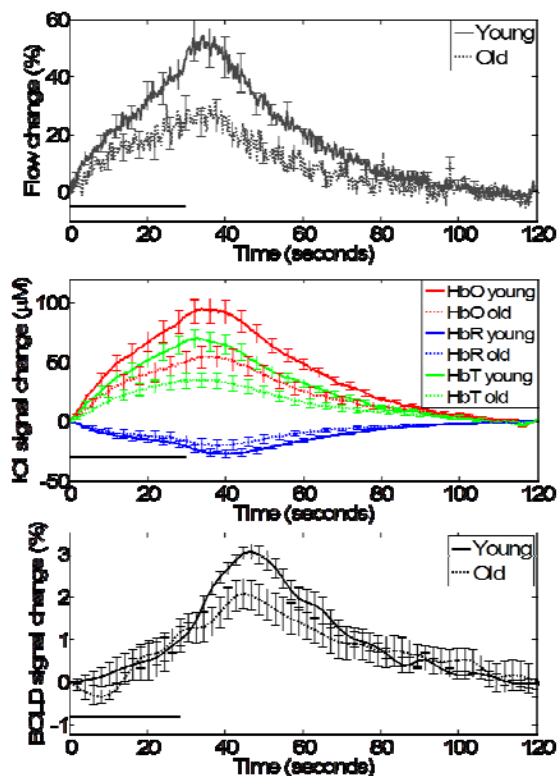 60
40
20
0
Flow change (%)
Young
Old
0 20 40 60 80 100 120
Time (seconds)
100
50
0
-50
ICI signal change (µM)
HbO young
HbO old
HbR young
HbR old
HbT young
HbT old
0 20 40 60 80 100 120
Time (seconds)
3
2
1
0
-1
BOLD signal change (%)
Young
Old
0 20 40 60 80 100 120
Time (seconds)